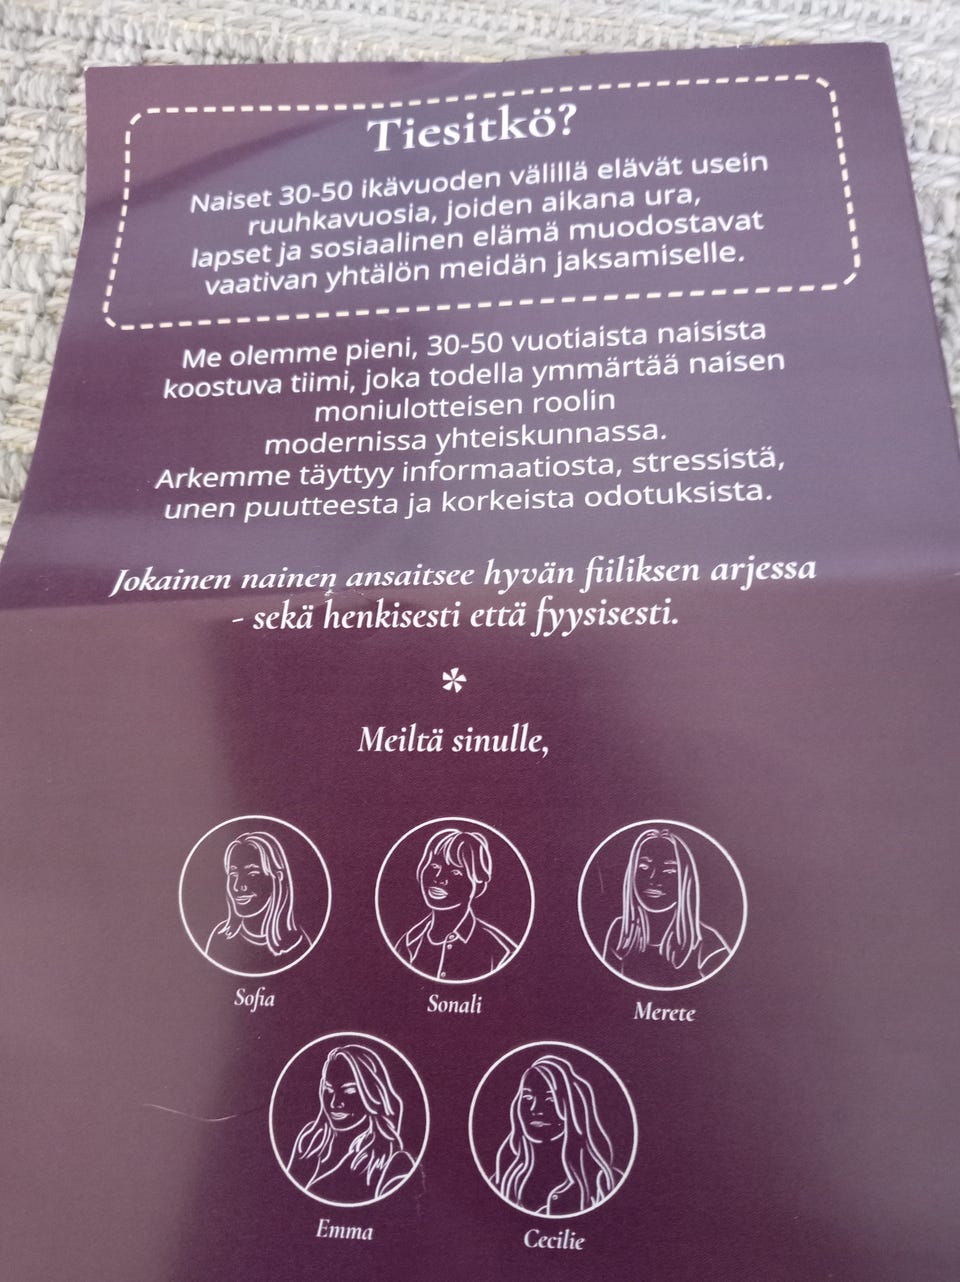 Tiesitkö?
Naiset 30-50 ikävuoden välillä elävät usein
ruuhkavuosia, joiden aikana ura,
lapset ja sosiaalinen elämä muodostavat
vaativan yhtälön meidän jaksamiselle.
Me olemme pieni, 30-50 vuotiaista naisista
koostuva tiimi, joka todella ymmärtää naisen
moniulotteisen roolin
modernissa yhteiskunnassa.
Arkemme täyttyy informaatiosta, stressistä,
unen puutteesta ja korkeista odotuksista.
Jokainen nainen ansaitsee hyvän fiiliksen arjessa
- sekä henkisesti että fyysisesti.
*
Meiltä sinulle,
Sofia
Sonali
Merete
Emma
Cecilie